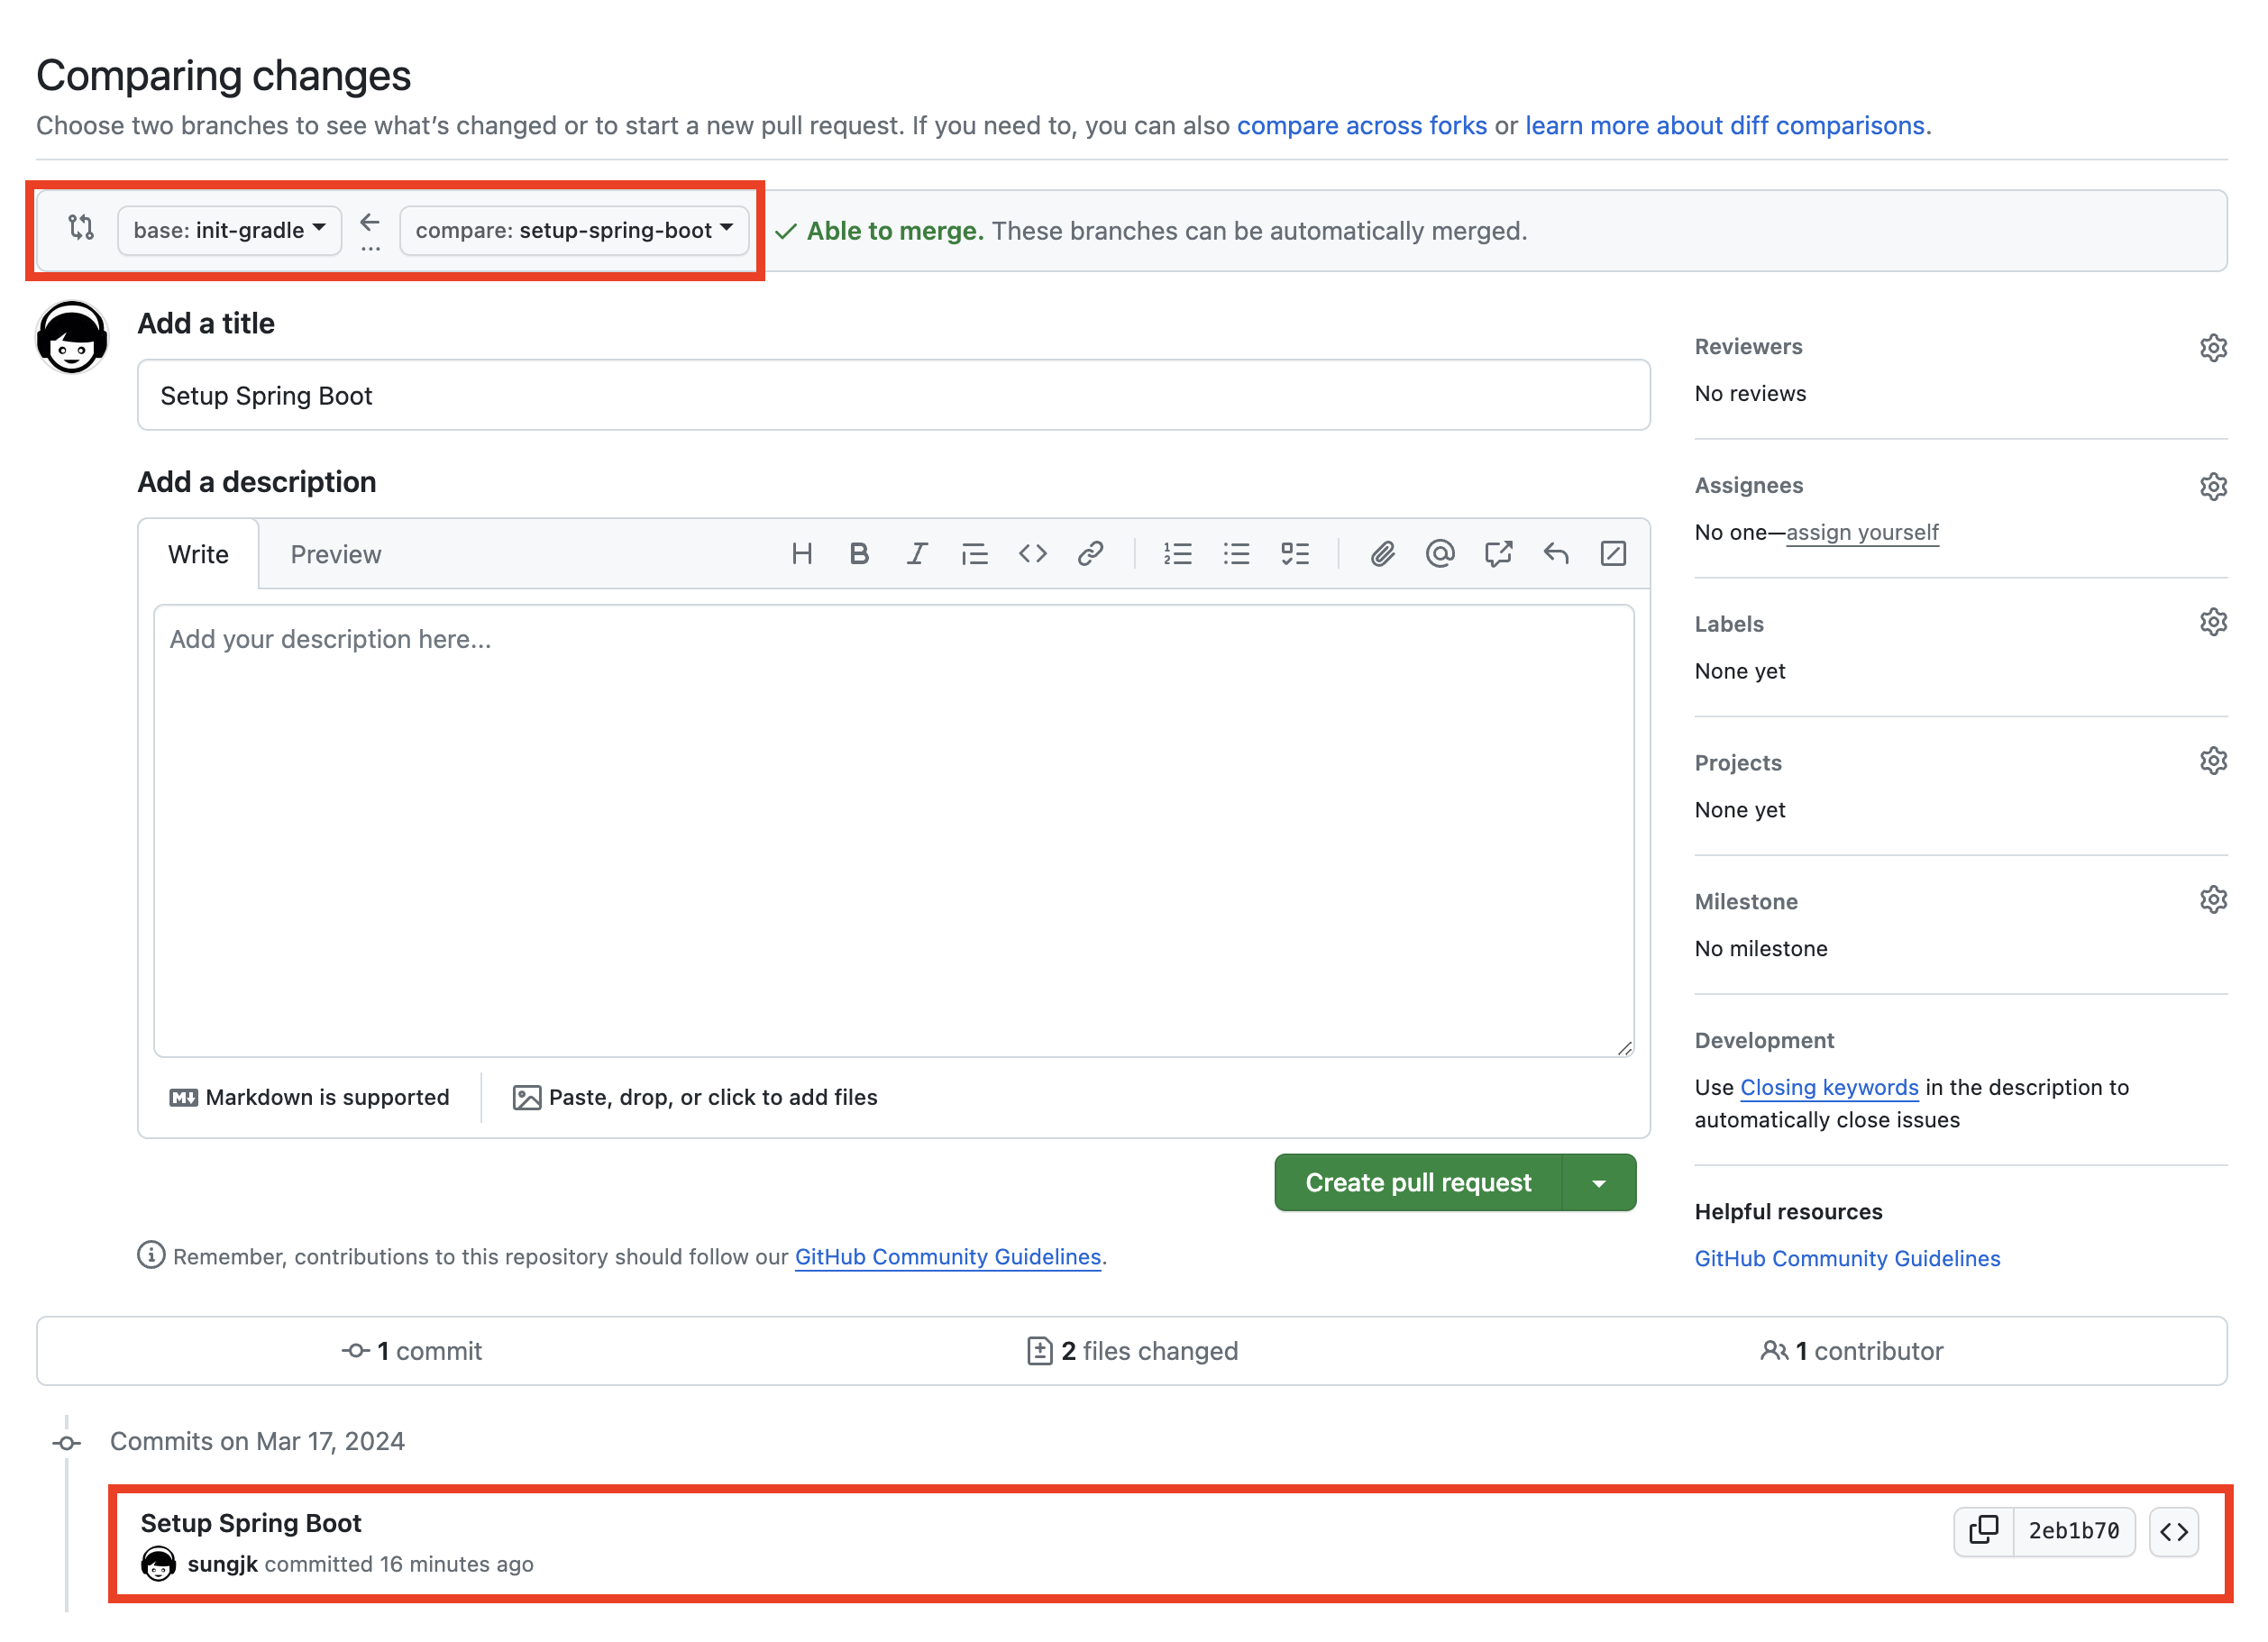 Comparing changes
Choose two branches to see what’s changed or to start a new pull request. If you need to, you can also compare across forks or learn more about diff comparisons.
base: init-gradle ... compare: setup-spring-boot Able to merge. These branches can be automatically merged.
Add a title
Setup Spring Boot
Add a description
Write Preview
Add your description here...
Markdown is supported Paste, drop, or click to add files
Create pull request
Remember, contributions to this repository should follow our GitHub Community Guidelines.
Reviewers
No reviews
Assignees
No one—assign yourself
Labels
None yet
Projects
None yet
Milestone
No milestone
Development
Use Closing keywords in the description to
automatically close issues
Helpful resources
GitHub Community Guidelines
1 commit 2 files changed 1 contributor
Commits on Mar 17, 2024
Setup Spring Boot
sungjk committed 16 minutes ago
2eb1b70